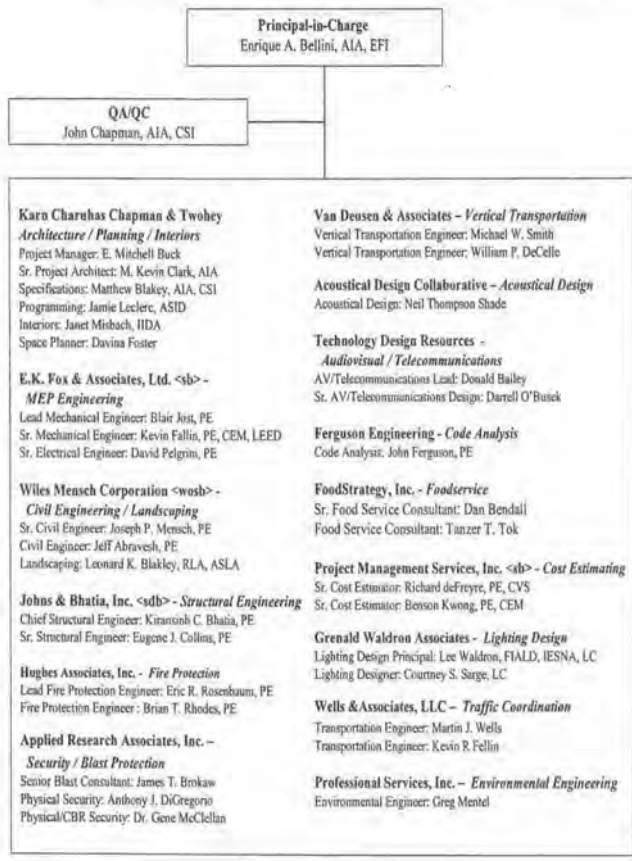 Principal-in-Charge
Enrique A. Bellini, AIA, EFI
QA/QC
John Chapman, AIA, CSI
Karn Charuhas Chapman & Twohey
Architecture / Planning / Interiors
Project Manager: E. Mitchell Buck
Sr. Project Architect: M. Kevin Clark, AIA
Specifications: Matthew Blakey, AIA, CSI
Programming: Jamie Leclerc, ASID
Interiors: Janet Misbach, IIDA
Space Planner: Davina Foster
E.K. Fox & Associates, Ltd. <sb> -
MEP Engineering
Lead Mechanical Engineer: Blair Jost, PE
Sr. Mechanical Engineer: Kevin Fallin, PE, CEM, LEED
Sr. Electrical Engineer: David Pelgrim, PE
Wiles Mensch Corporation <wosb> -
Civil Engineering / Landscaping
Sr. Civil Engineer: Joseph P. Mensch, PE
Civil Engineer: Jeff Abravesh, PE
Landscaping: Leonard K. Blakley, RLA, ASLA
Johns & Bhatia, Inc. <sdb> - Structural Engineering
Chief Structural Engineer: Kiransinh C. Bhatia, PE
Sr. Structural Engineer: Eugene J. Collins, PE
Hughes Associates, Inc. - Fire Protection
Lead Fire Protection Engineer: Eric R. Rosenbaum, PE
Fire Protection Engineer : Brian T. Rhodes, PE
Applied Research Associates, Inc. –
Security / Blast Protection
Senior Blast Consultant: James T. Brokaw
Physical Security: Anthony J. DiGregorio
Physical/CBR Security: Dr. Gene McClellan
Van Deusen & Associates – Vertical Transportation
Vertical Transportation Engineer: Michael W. Smith
Vertical Transportation Engineer: William P. DeCelle
Acoustical Design Collaborative – Acoustical Design
Acoustical Design: Neil Thompson Shade
Technology Design Resources -
Audiovisual / Telecommunications
AV/Telecommunications Lead: Donald Bailey
Sr. AV/Telecommunications Design: Darrell O'Busek
Ferguson Engineering - Code Analysis
Code Analysis: John Ferguson, PE
FoodStrategy, Inc. - Foodservice
Sr. Food Service Consultant: Dan Bendall
Food Service Consultant: Tanzer T. Tok
Project Management Services, Inc. <sb> - Cost Estimating
Sr. Cost Estimator: Richard deFreyre, PE, CVS
Sr. Cost Estimator: Benson Kwong, PE, CEM
Grenald Waldron Associates - Lighting Design
Lighting Design Principal: Lee Waldron, FIALD, IESNA, LC
Lighting Designer: Courtney S. Sarge, LC
Wells &Associates, LLC – Traffic Coordination
Transportation Engineer: Martin J. Wells
Transportation Engineer: Kevin R Fellin
Professional Services, Inc. – Environmental Engineering
Environmental Engineer: Greg Mentel